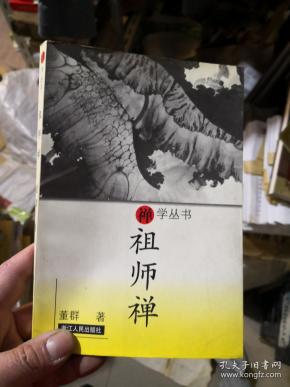 禅学丛书
祖师禅
董群 著
浙江人民出版社
孔夫子旧书网